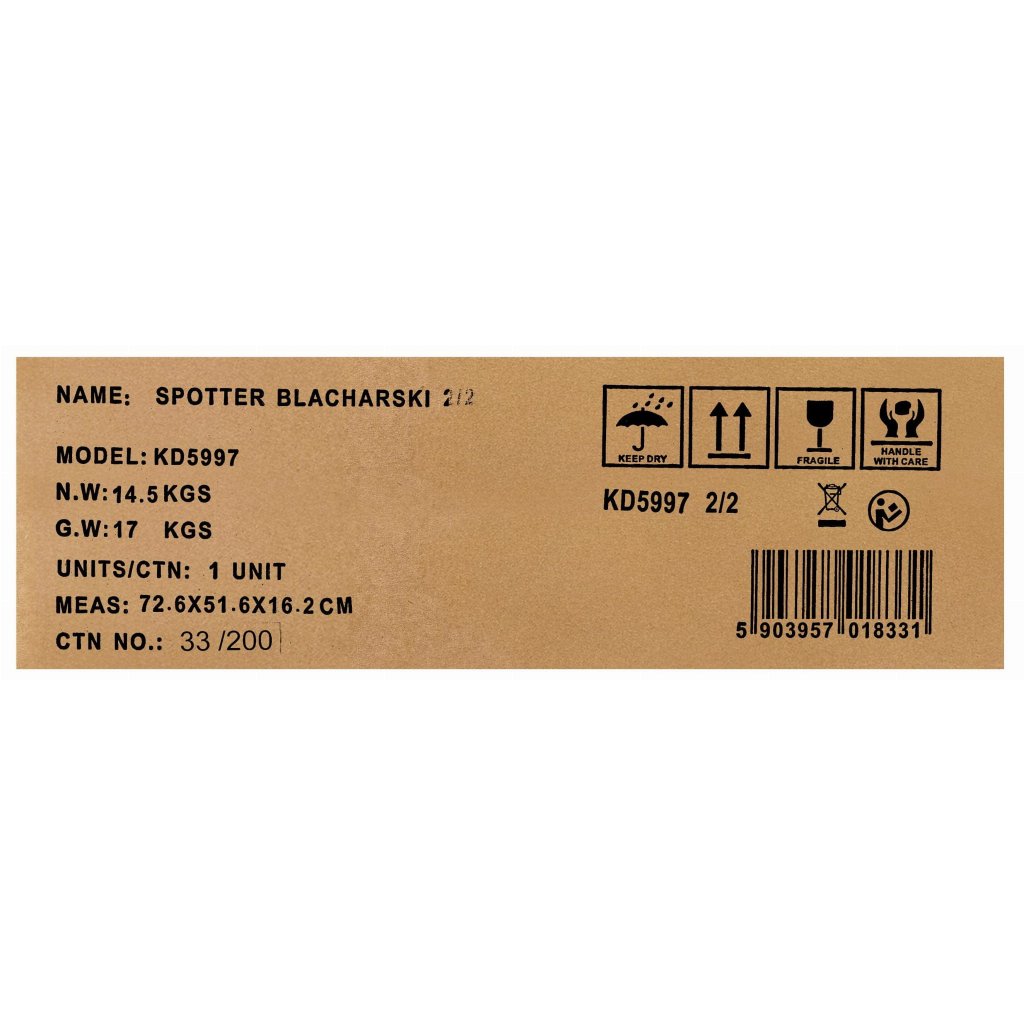 NAME: SPOTTER BLACHARSKI 2/2
MODEL: KD5997
N.W: 14.5 KGS
G.W: 17 KGS
UNITS/CTN: 1 UNIT
MEAS: 72.6X51.6X16.2 CM
CTN NO.: 33 /200
KEEP DRY
FRAGILE
HANDLE
WITH CARE
KD5997 2/2
5 903957 018331